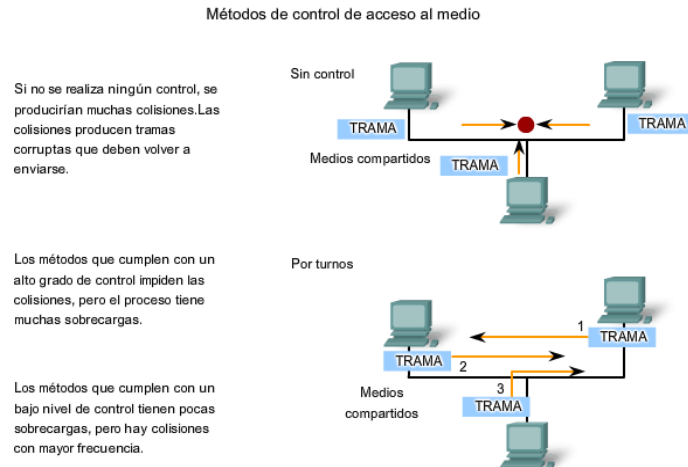 Métodos de control de acceso al medio
Si no se realiza ningún control, se
producirían muchas colisiones.Las
colisiones producen tramas
corruptas que deben volver a
enviarse.
Sin control
TRAMA
TRAMA
Medios compartidos
TRAMA
Los métodos que cumplen con un
alto grado de control impiden las
colisiones, pero el proceso tiene
muchas sobrecargas.
Por turnos
1
TRAMA
TRAMA
2
3
Medios
compartidos
TRAMA
Los métodos que cumplen con un
bajo nivel de control tienen pocas
sobrecargas, pero hay colisiones
con mayor frecuencia.